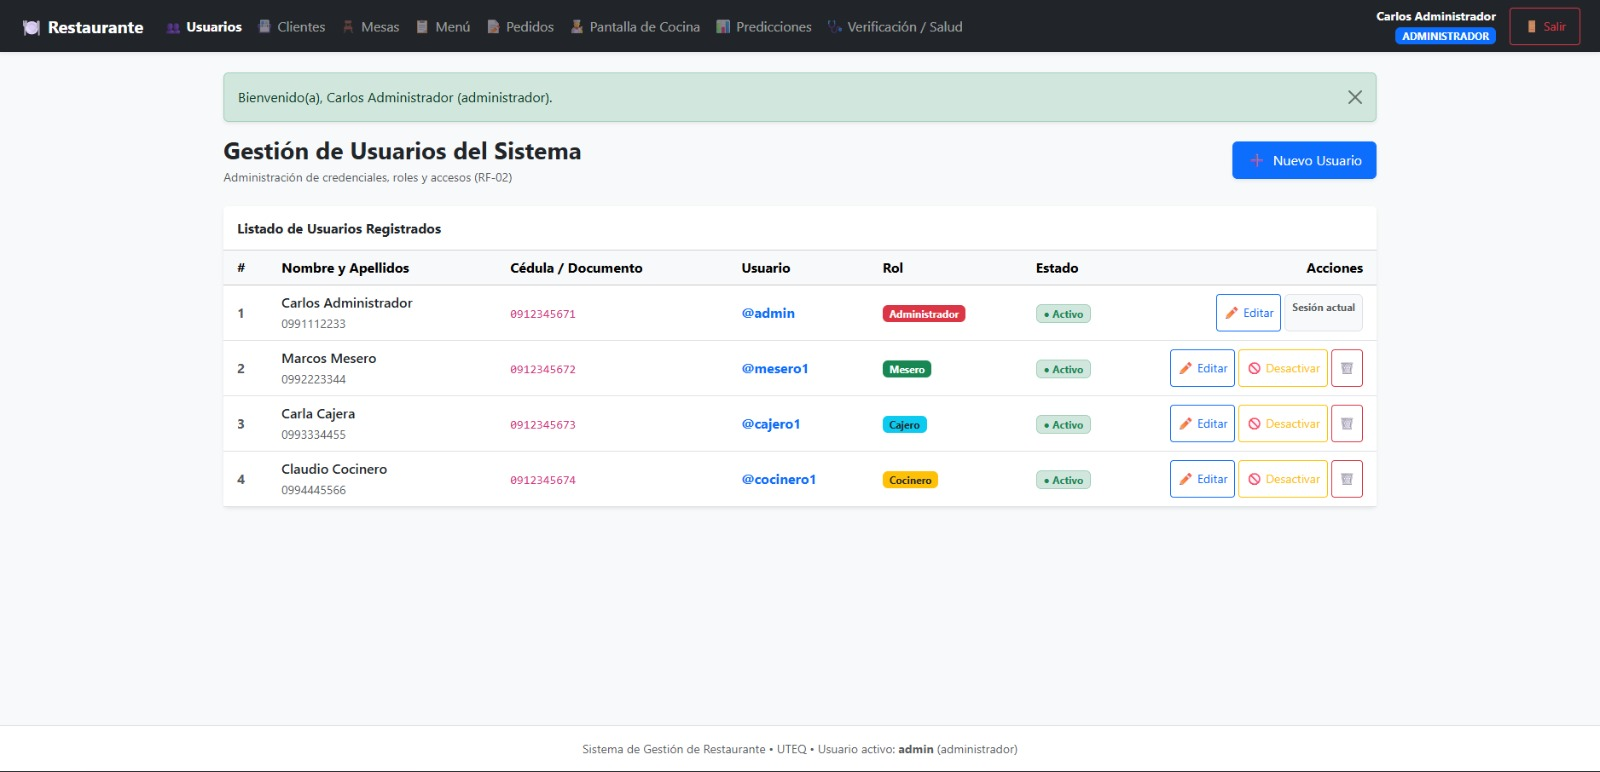 Restaurante Usuarios Clientes Mesas Menú Pedidos Pantalla de Cocina Predicciones Verificación / Salud Carlos Administrador ADMINISTRADOR Salir
Bienvenido(a), Carlos Administrador (administrador).
Gestión de Usuarios del Sistema
Administración de credenciales, roles y accesos (RF-02)
Nuevo Usuario
Listado de Usuarios Registrados
# Nombre y Apellidos Cédula / Documento Usuario Rol Estado Acciones
1 Carlos Administrador 0991112233 0912345671 @admin Administrador • Activo Editar Sesión actual
2 Marcos Mesero 0992223344 0912345672 @mesero1 Mesero • Activo Editar Desactivar
3 Carla Cajera 0993334455 0912345673 @cajero1 Cajero • Activo Editar Desactivar
4 Claudio Cocinero 0994445566 0912345674 @cocinero1 Cocinero • Activo Editar Desactivar
Sistema de Gestión de Restaurante • UTEQ • Usuario activo: admin (administrador)